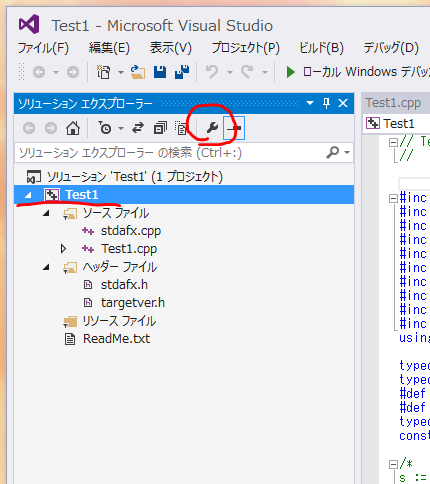 Test1 - Microsoft Visual Studio
ファイル(F) 編集(E) 表示(V) プロジェクト(P) ビルド(B) デバッグ(D)
ローカル Windows デバッ
ソリューション エクスプローラー
Test1.cpp
Test1
ソリューション エクスプローラー の検索 (Ctrl+:)
ソリューション 'Test1' (1 プロジェクト)
Test1
ソース ファイル
stdafx.cpp
Test1.cpp
ヘッダー ファイル
stdafx.h
targetver.h
リソース ファイル
ReadMe.txt
// Te
//
#inc
#inc
#inc
#inc
#inc
#inc
#inc
#inc
#inc
#inc
using
typed
typed
#def
#def
typed
const
/*
s :=